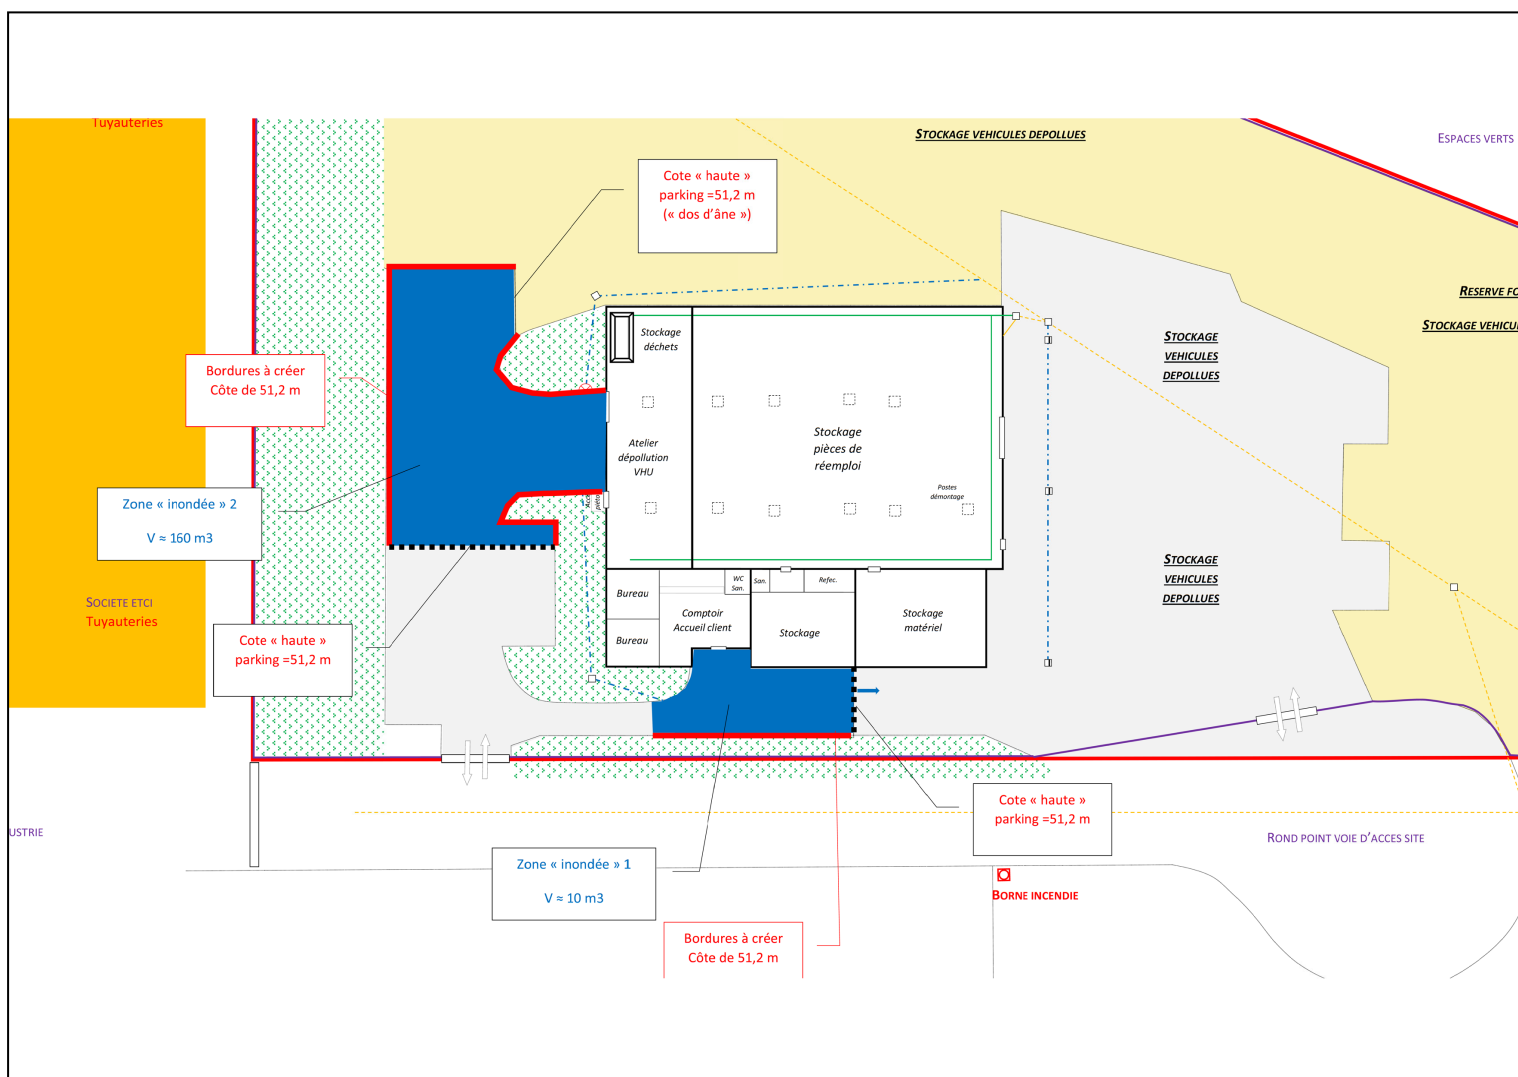 Tuyauteries
STOCKAGE VEHICULES DEPOLLUES
ESPACES VERTS
Cote « haute »
parking =51,2 m
(« dos d'âne »)
RESERVE FO
STOCKAGE VEHICU
Stockage
déchets
STOCKAGE
VEHICULES
DEPOLLUES
Bordures à créer
Côte de 51,2 m
Atelier
dépollution
VHU
Stockage
pièces de
réemploi
Postes
démontage
Zone « inondée » 2
V ≈ 160 m3
STOCKAGE
VEHICULES
DEPOLLUES
SOCIETE ETCI
Tuyauteries
Bureau
WC
San.
San.
Refec.
Comptoir
Accueil client
Bureau
Stockage
Stockage
matériel
Cote « haute »
parking =51,2 m
Cote « haute »
parking =51,2 m
USTRIE
ROND POINT VOIE D'ACCES SITE
Zone « inondée » 1
V ≈ 10 m3
BORNE INCENDIE
Bordures à créer
Côte de 51,2 m